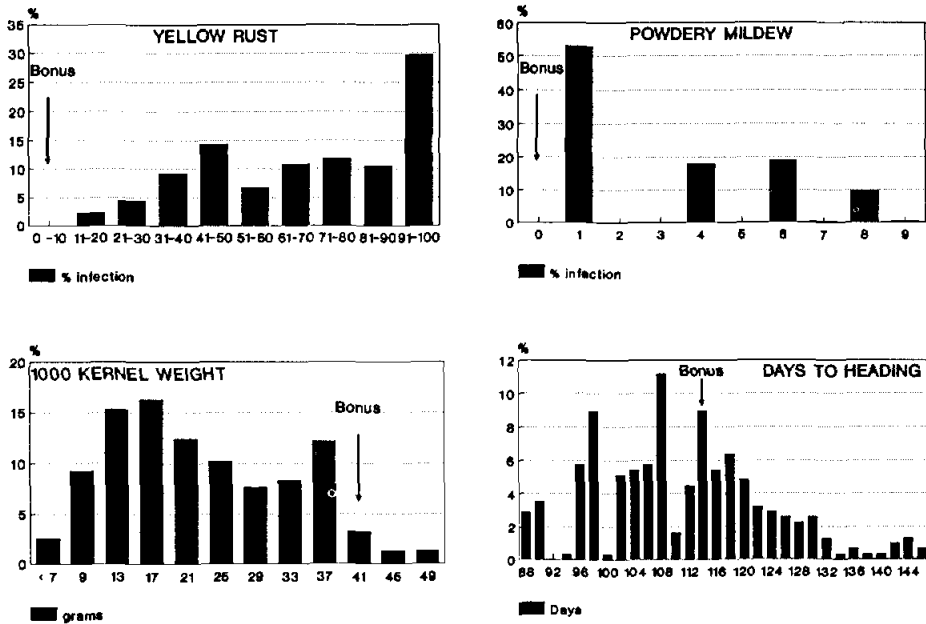 %
YELLOW RUST
35
30
Bonus
25
20
15
10
5
0
0 -10 11-20 21-30 31-40 41-50 51-60 61-70 71-80 81-90 91-100
% infection
%
POWDERY MILDEW
60
50
Bonus
40
30
20
10
0
0 1 2 3 4 5 6 7 8 9
% infection
%
1000 KERNEL WEIGHT
20
Bonus
15
10
5
0
< 7 9 13 17 21 25 29 33 37 41 45 49
grams
%
12
Bonus DAYS TO HEADING
10
8
6
4
2
0
88 92 96 100 104 108 112 116 120 124 128 132 136 140 144
Days